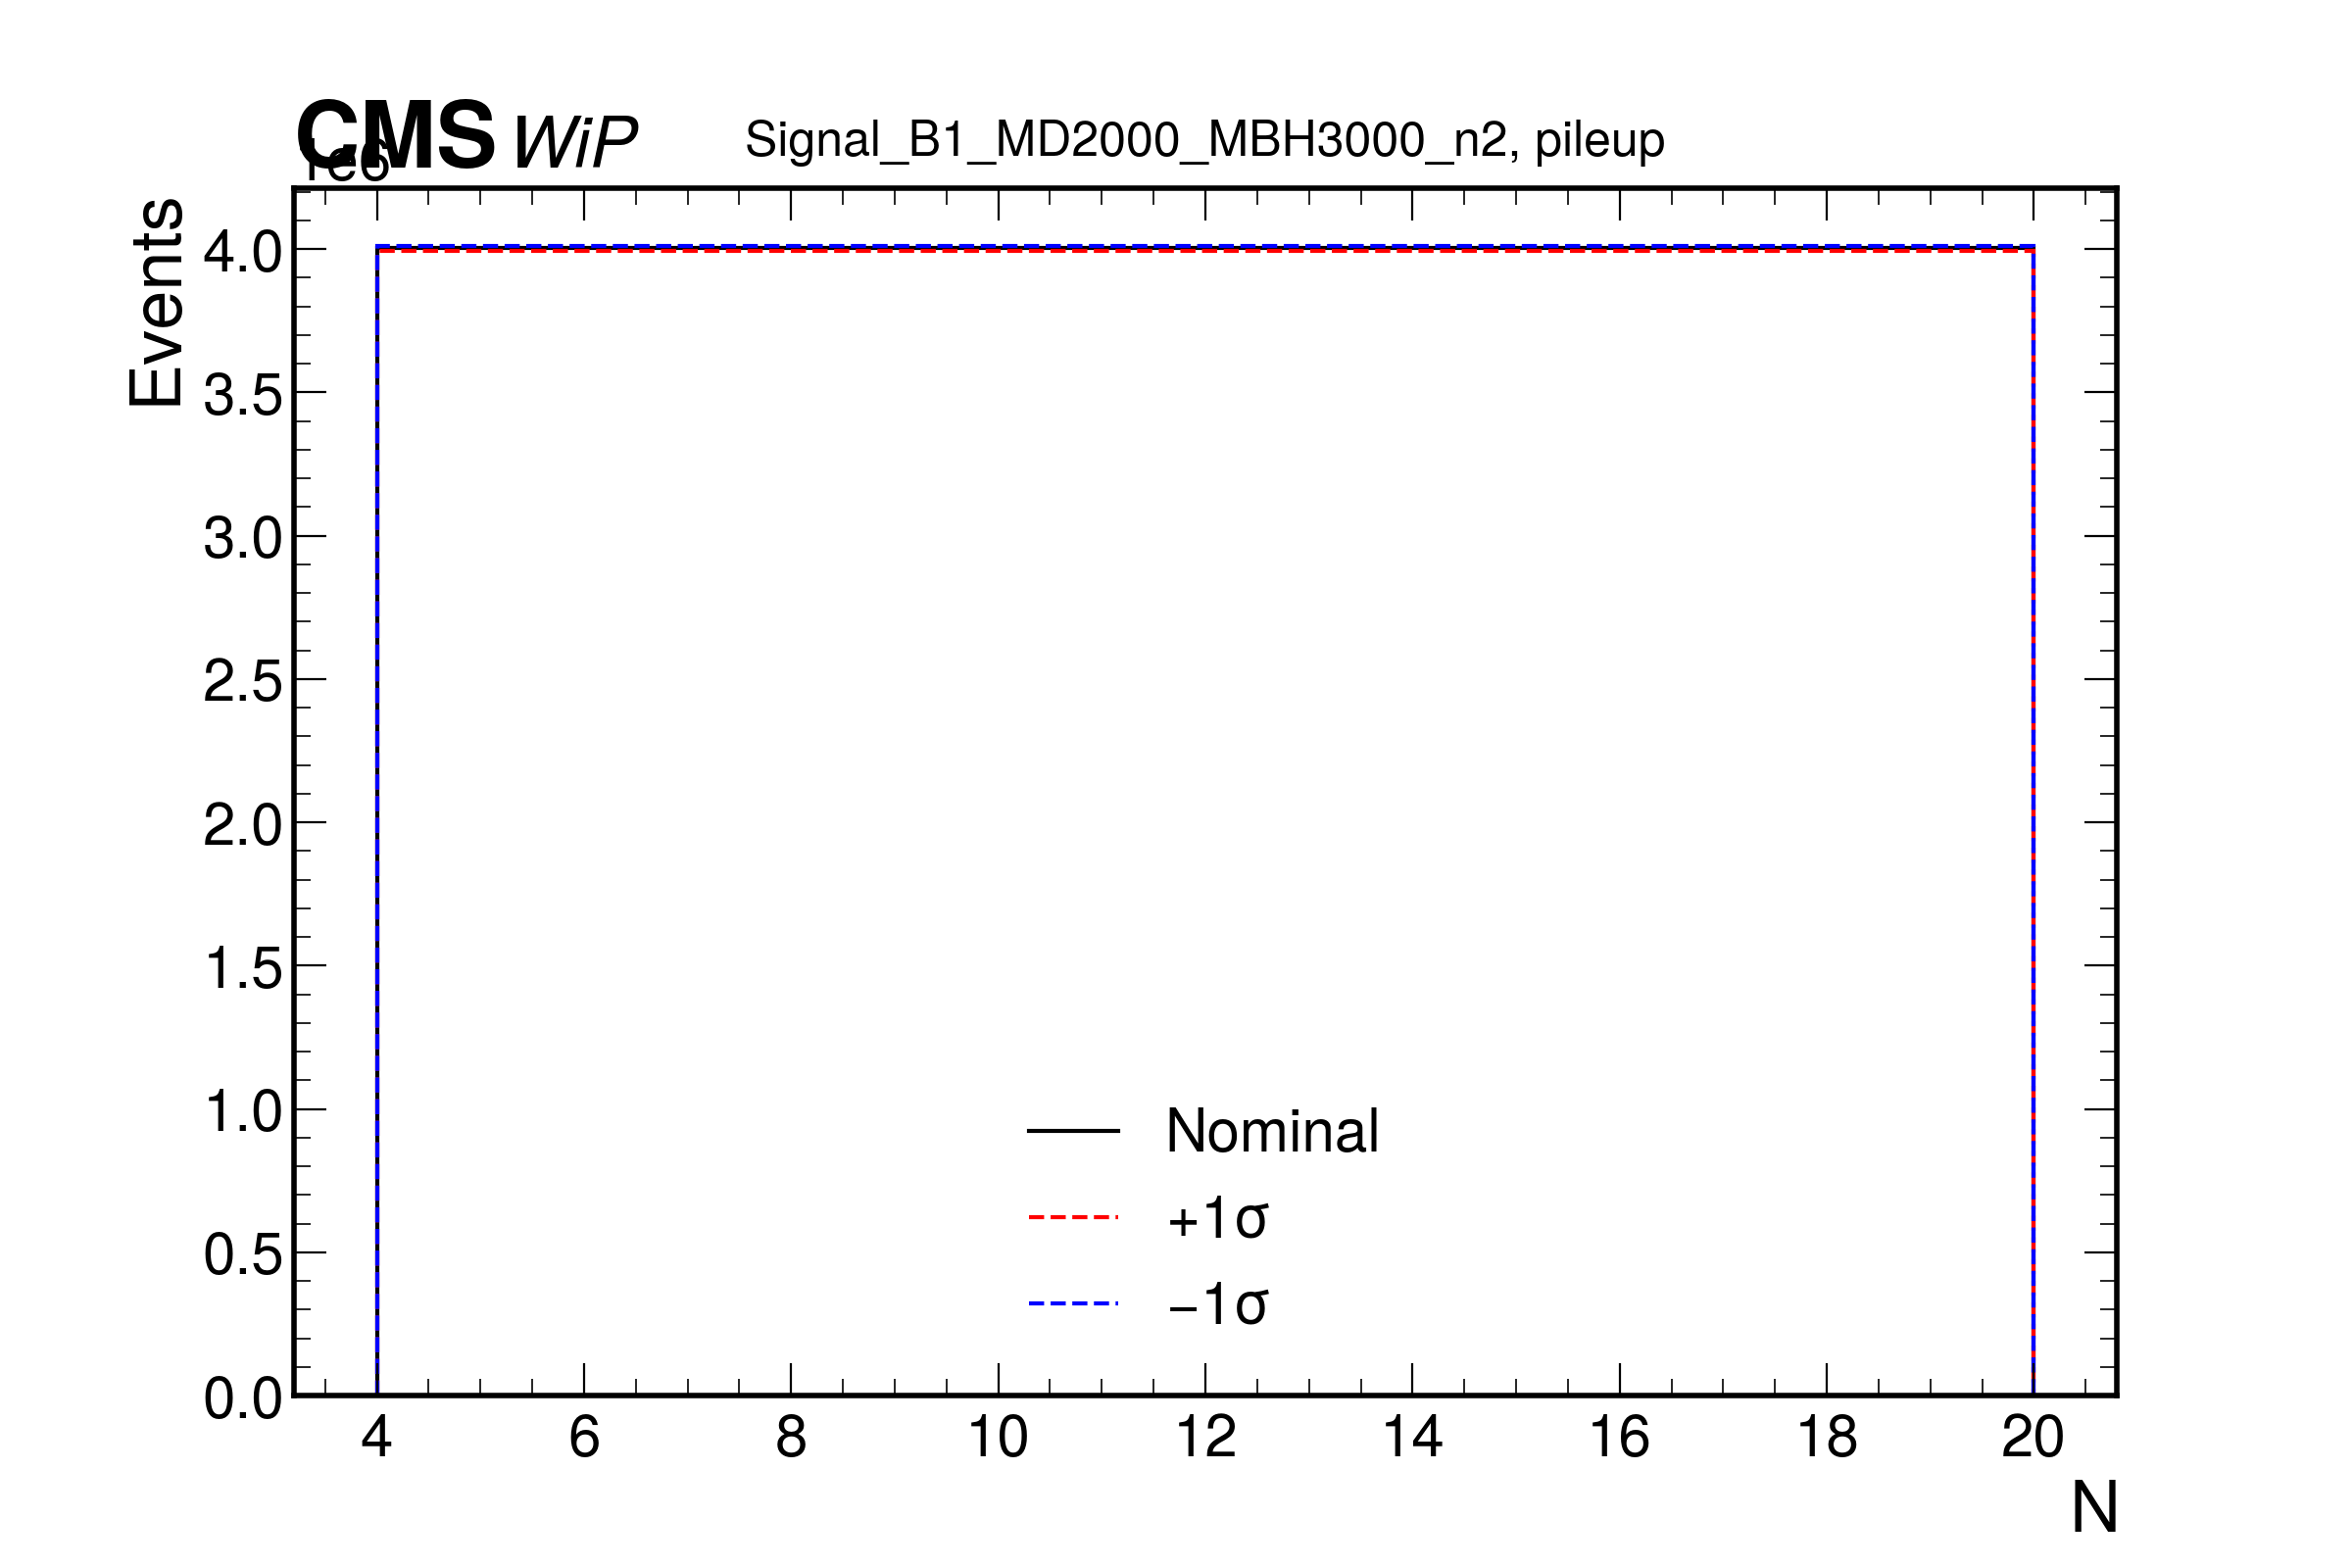 CMS WiP Signal_B1_MD2000_MBH3000_n2, pileup
1e6
Events
4.0
3.5
3.0
2.5
2.0
1.5
1.0
0.5
0.0
Nominal
+1σ
−1σ
4 6 8 10 12 14 16 18 20
N